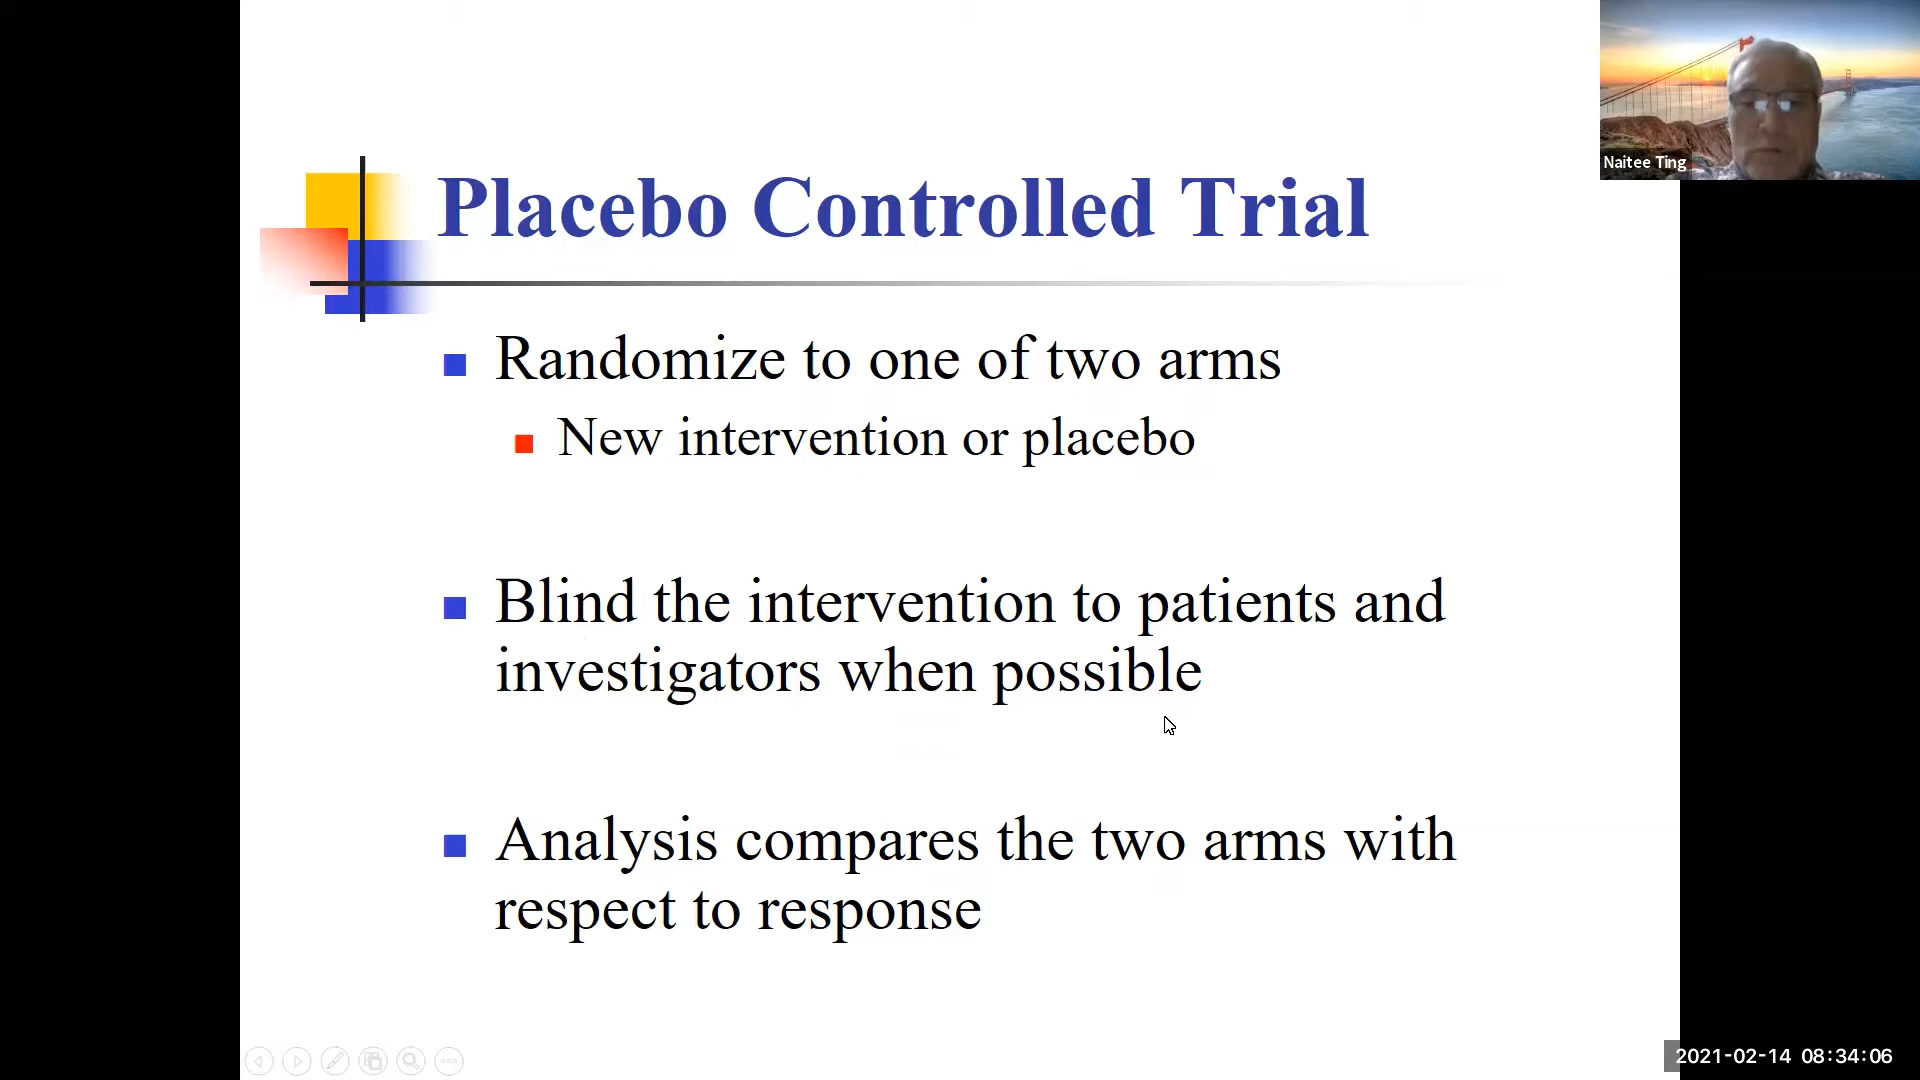 Naitee Ting
Placebo Controlled Trial
Randomize to one of two arms
New intervention or placebo
Blind the intervention to patients and
investigators when possible
Analysis compares the two arms with
respect to response
2021-02-14 08:34:06